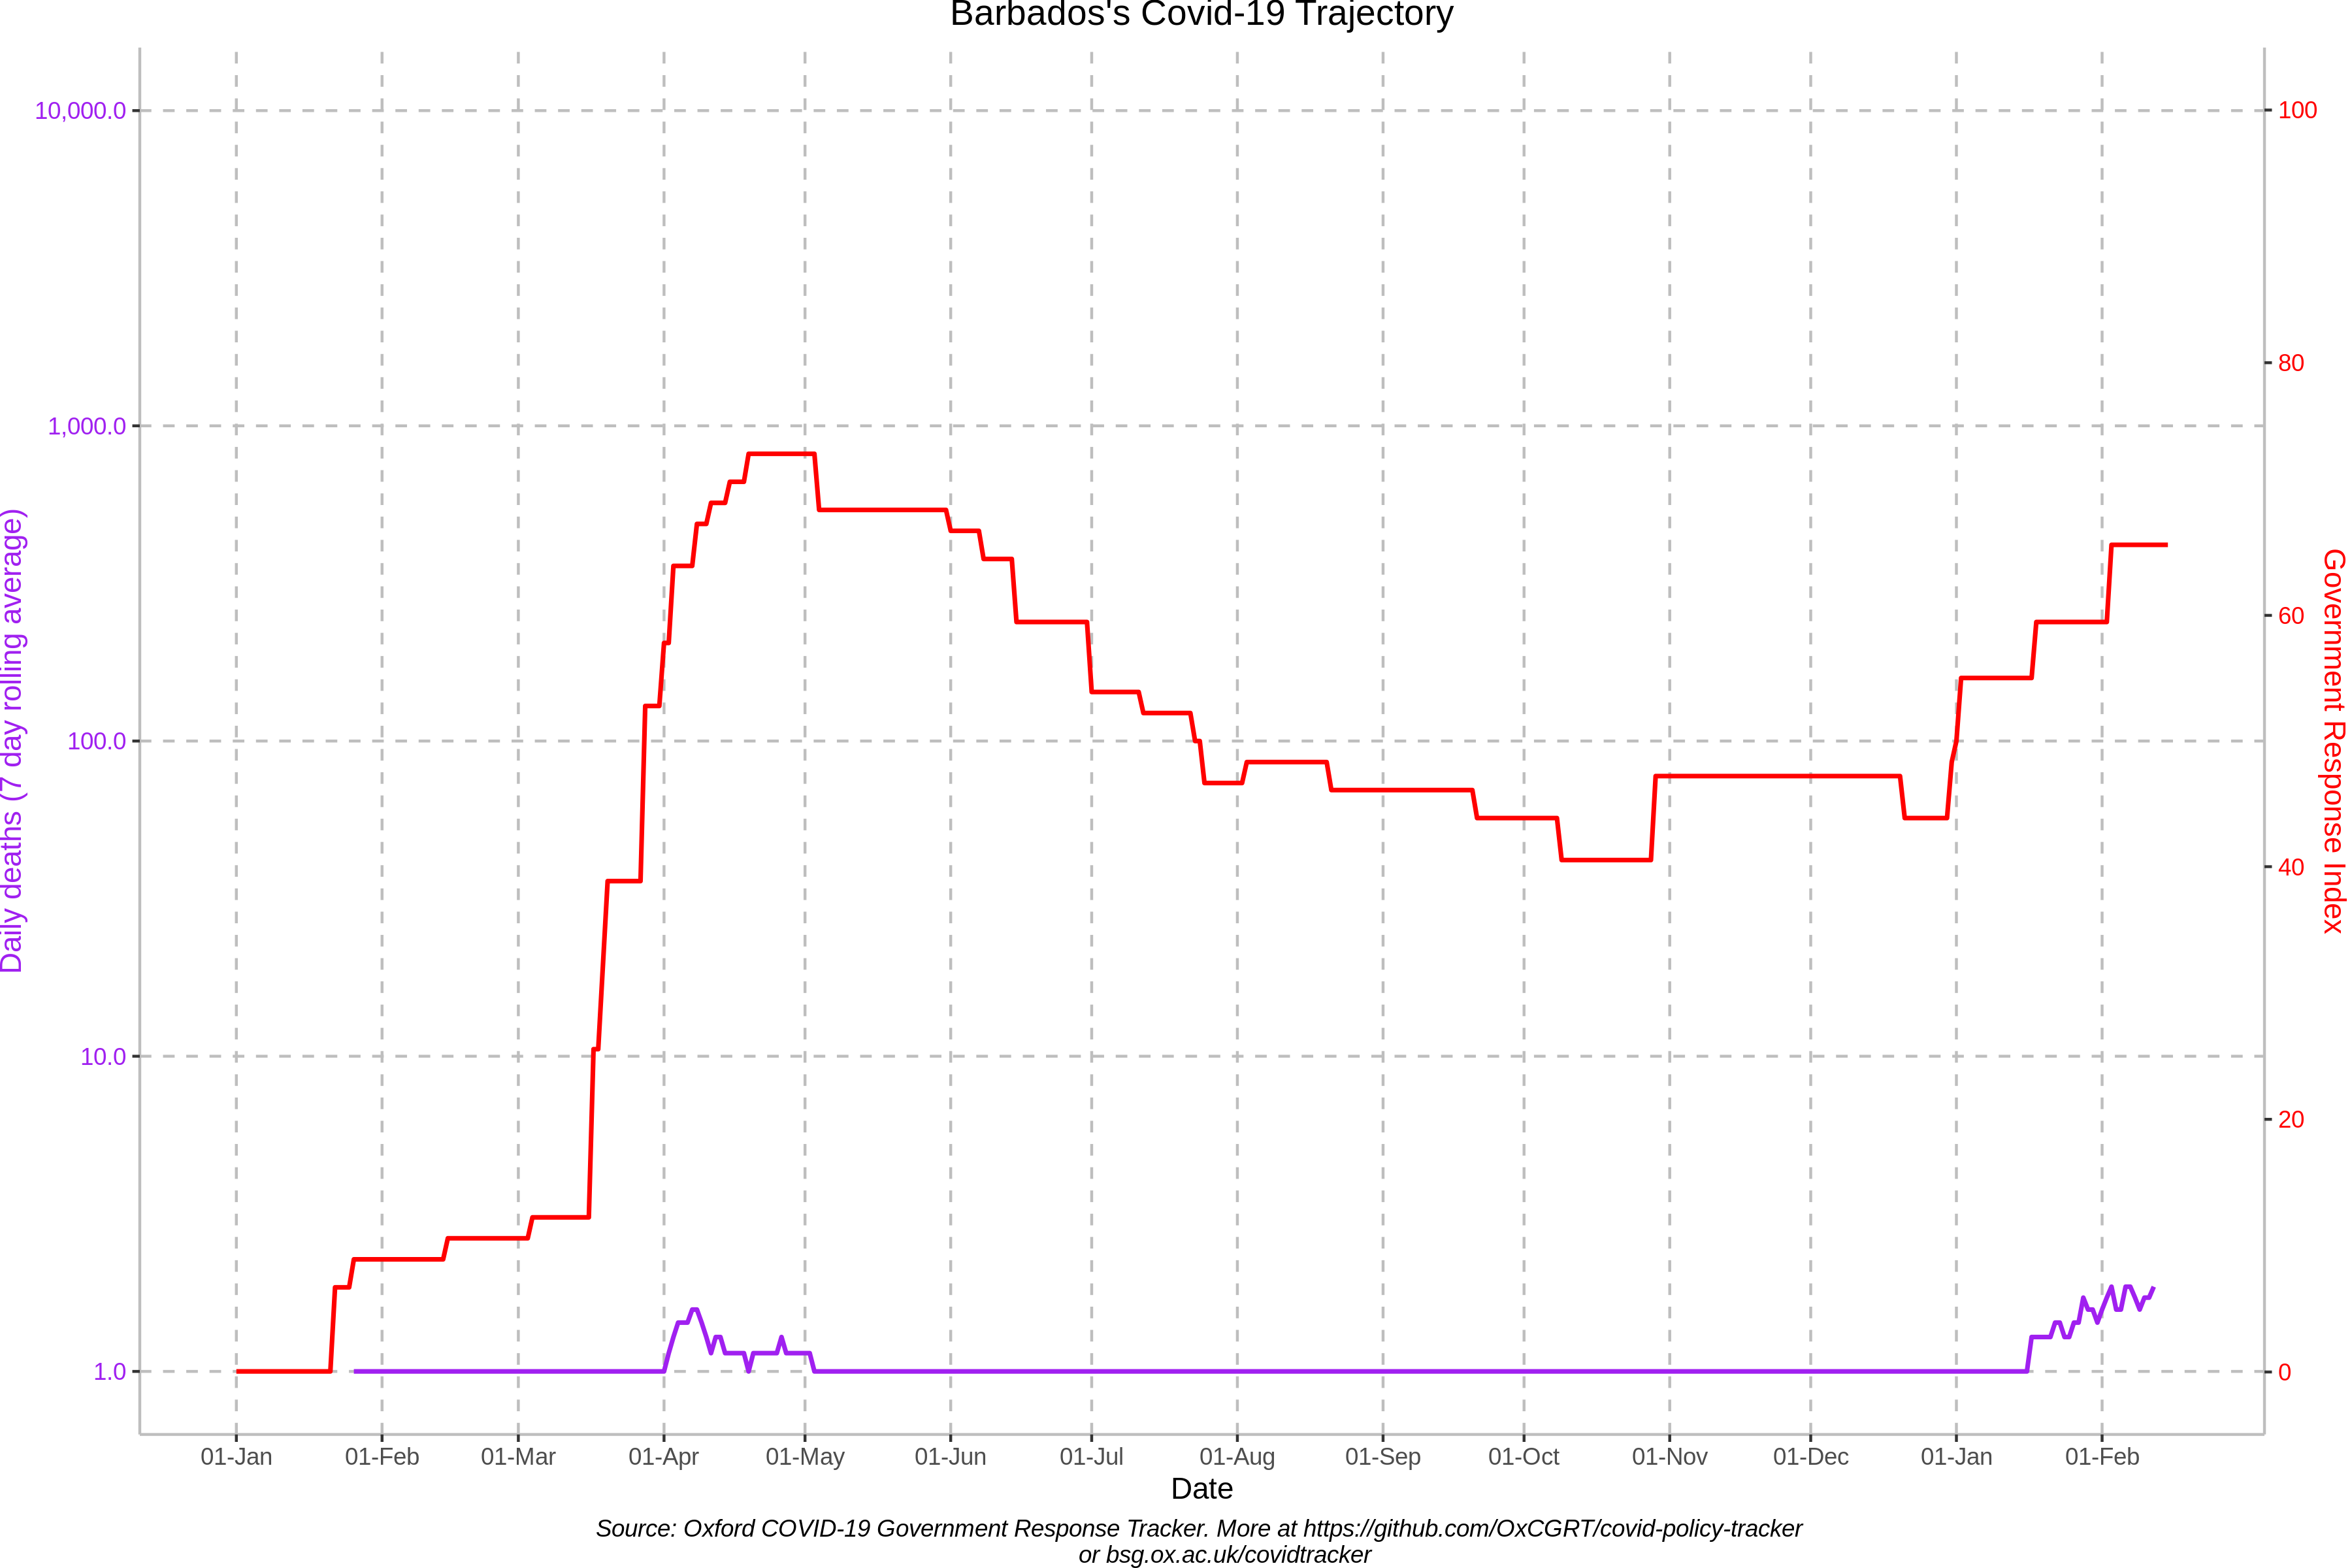 Barbados's Covid-19 Trajectory
10,000.0
1,000.0
100.0
10.0
1.0
Daily deaths (7 day rolling average)
100
80
60
40
20
0
Government Response Index
01-Jan 01-Feb 01-Mar 01-Apr 01-May 01-Jun 01-Jul 01-Aug 01-Sep 01-Oct 01-Nov 01-Dec 01-Jan 01-Feb
Date
Source: Oxford COVID-19 Government Response Tracker. More at https://github.com/OxCGRT/covid-policy-tracker
or bsg.ox.ac.uk/covidtracker